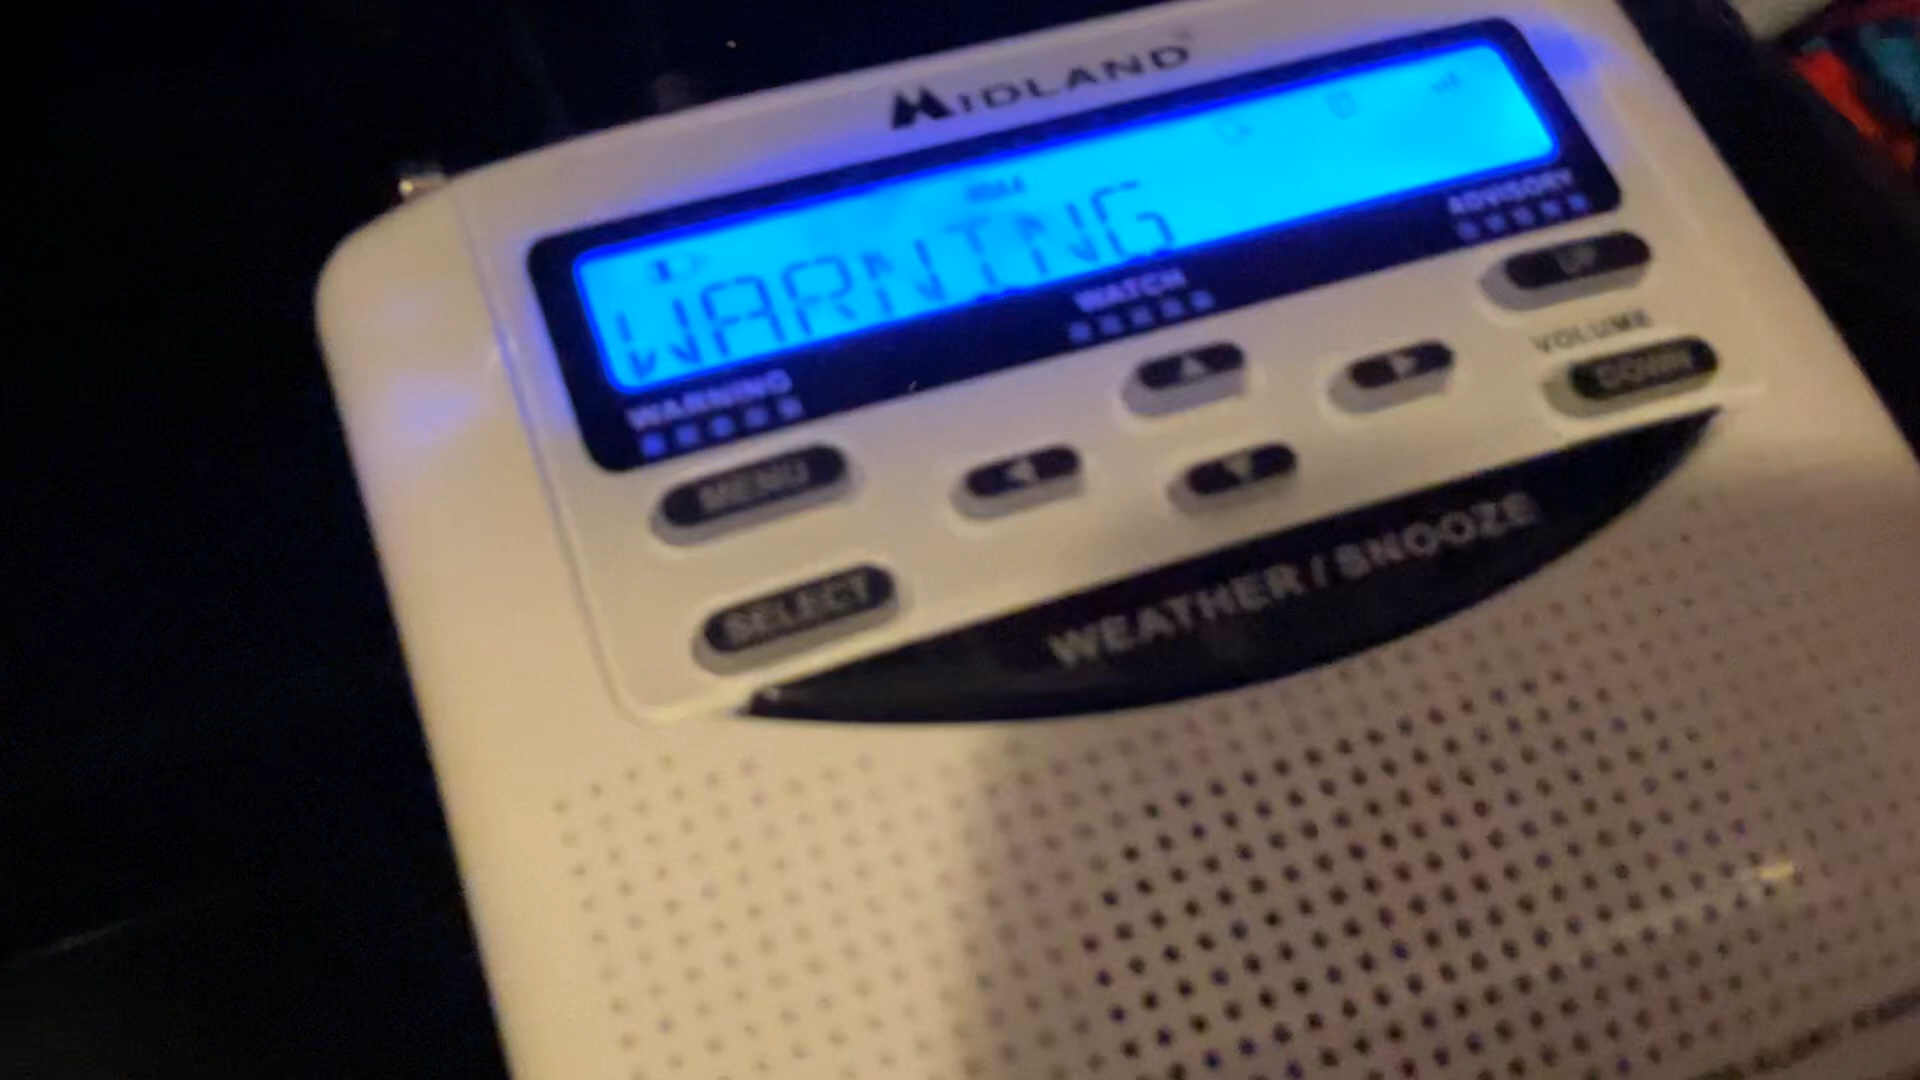 MIDLAND
WARNING
WARNING
WATCH
ADVISORY
UP
VOLUME
DOWN
MENU
SELECT
WEATHER / SNOOZE